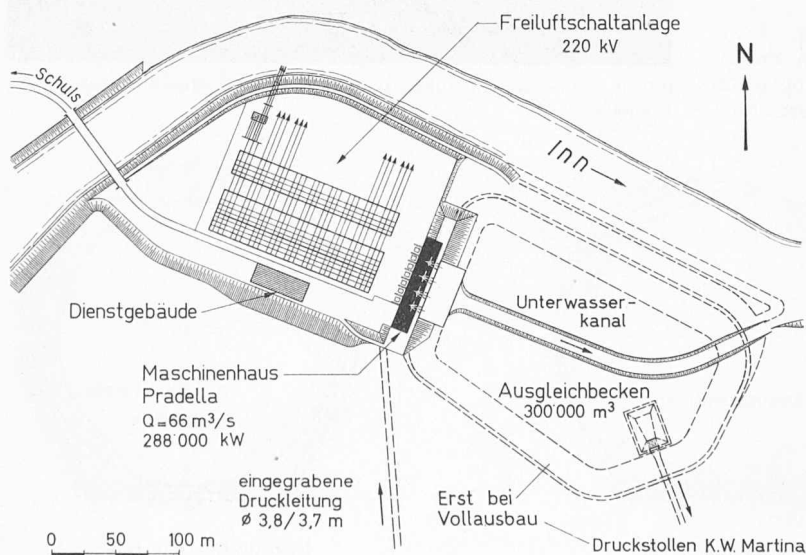 Freiluftschaltanlage
220 kV
N
Schuls
Inn
Dienstgebäude
Unterwasser-
kanal
Maschinenhaus
Pradella
Q = 66 m³/s
288'000 kW
Ausgleichbecken
300'000 m³
eingegrabene
Druckleitung
ø 3,8/3,7 m
Erst bei
Vollausbau
Druckstollen K.W. Martina
0 50 100 m